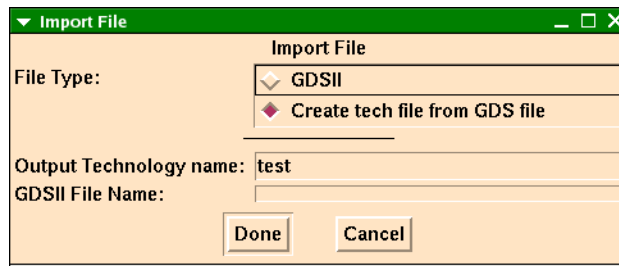 Import File
Import File
File Type:
GDSII
Create tech file from GDS file
Output Technology name: test
GDSII File Name:
Done Cancel